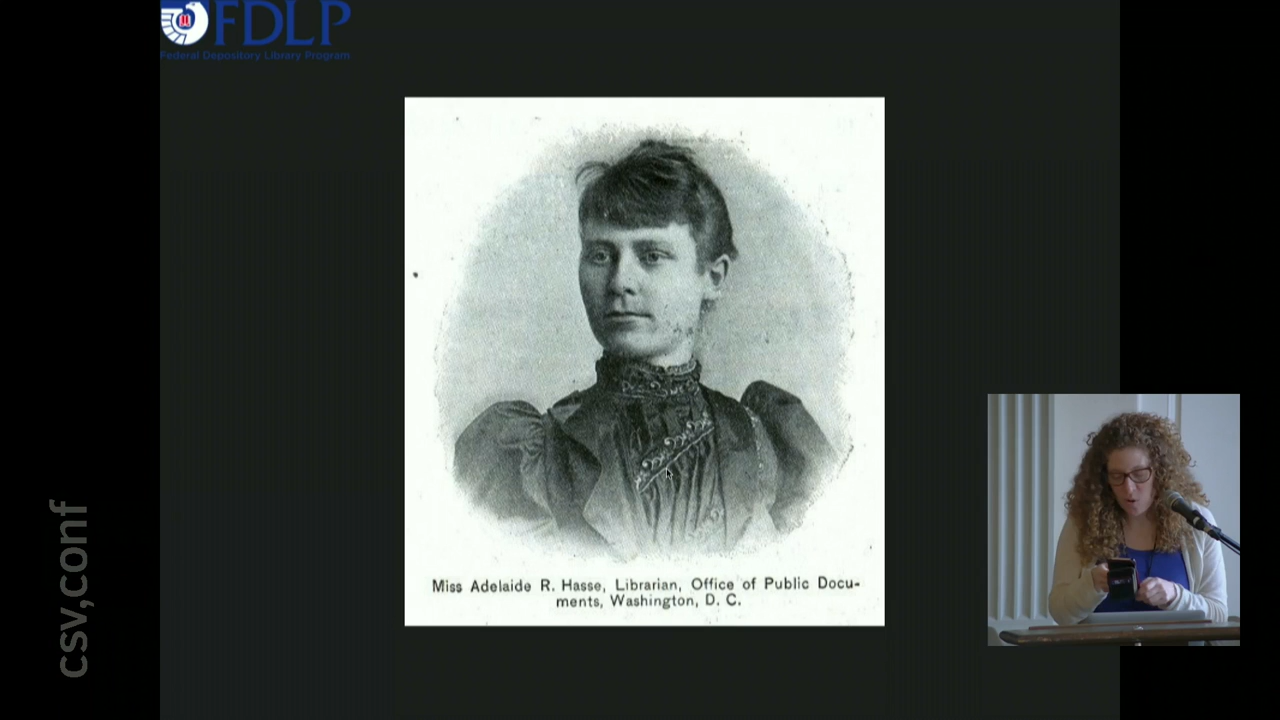 FDLP
Federal Depository Library Program
Miss Adelaide R. Hasse, Librarian, Office of Public Docu-
ments, Washington, D. C.
csv,conf